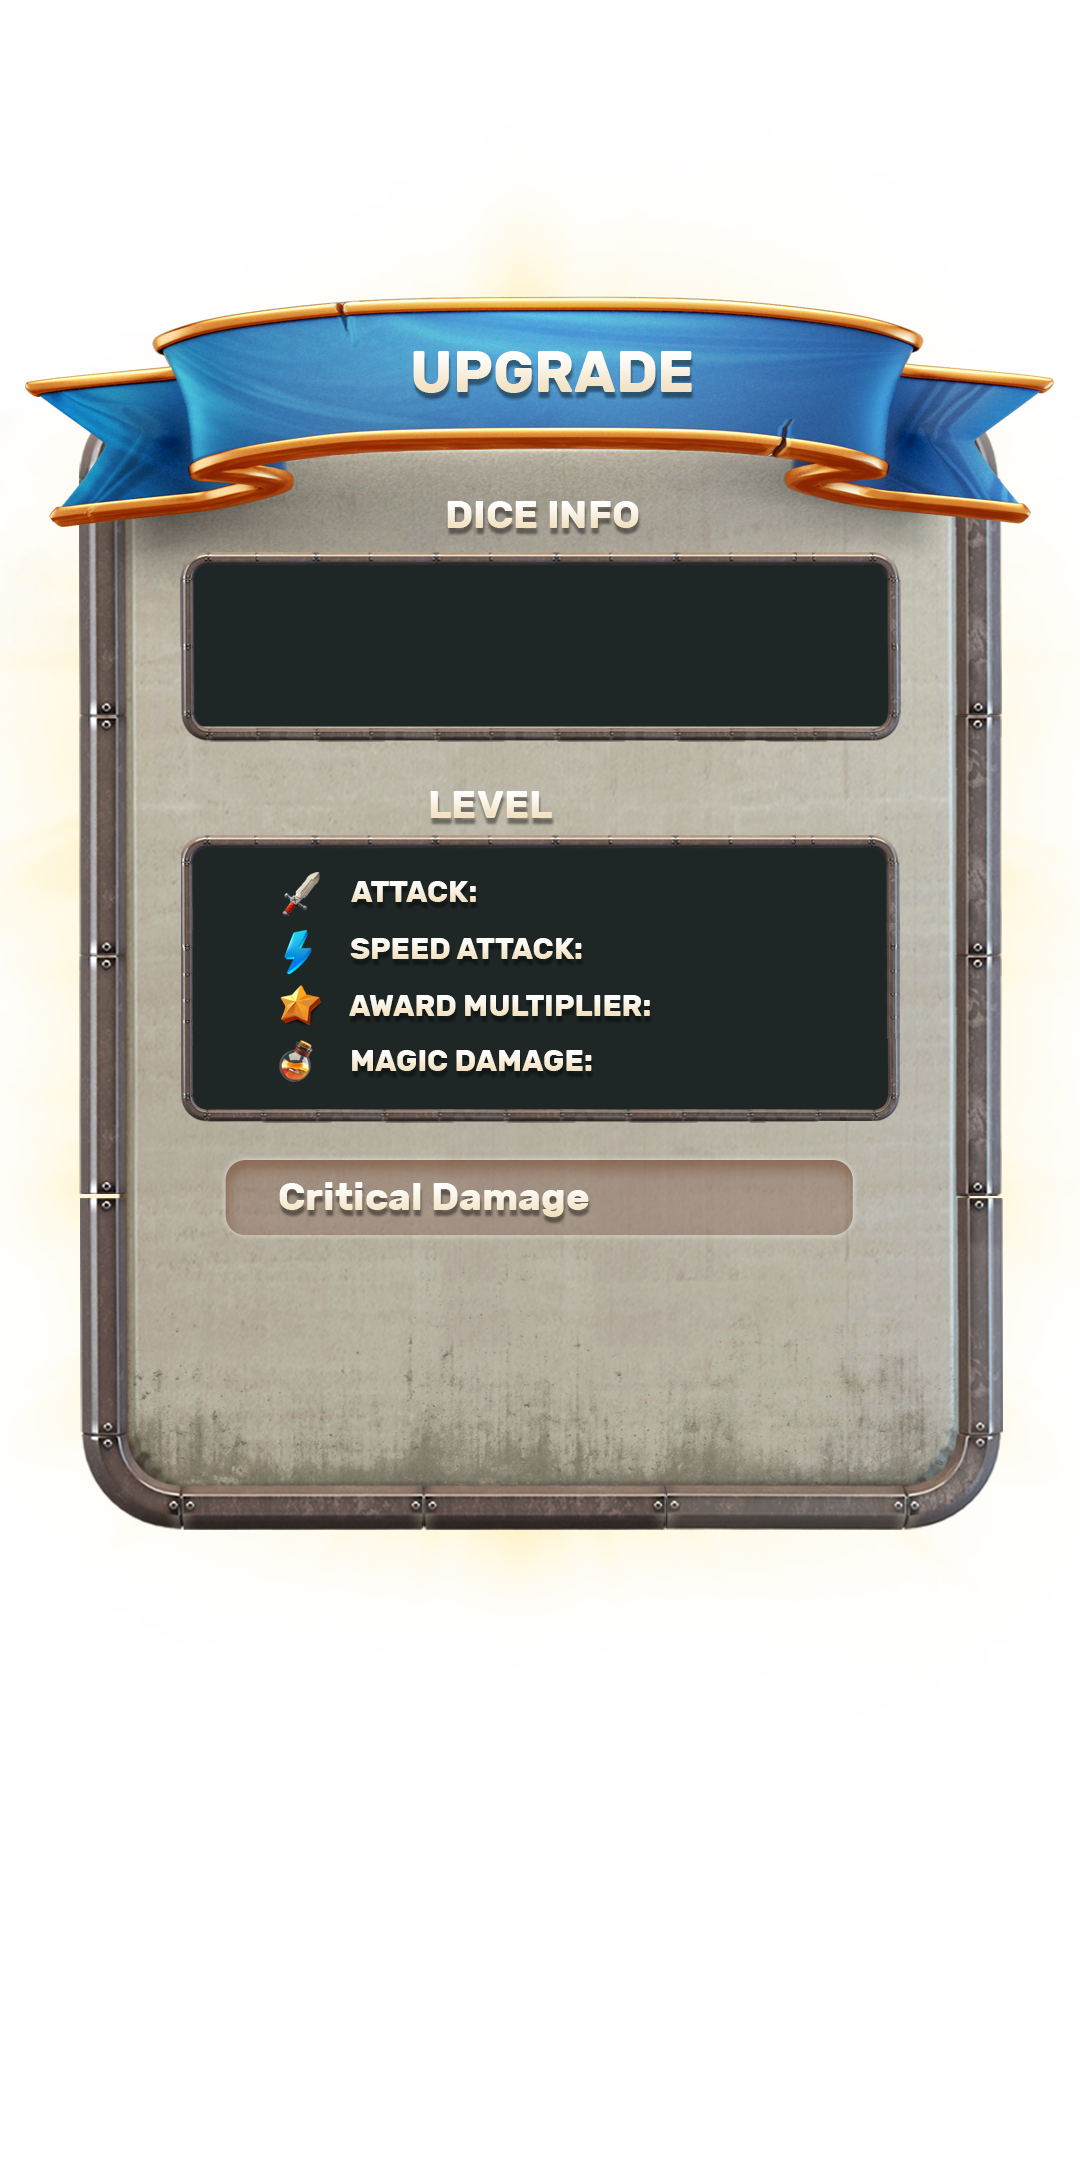 UPGRADE
DICE INFO
LEVEL
ATTACK:
SPEED ATTACK:
AWARD MULTIPLIER:
MAGIC DAMAGE:
Critical Damage